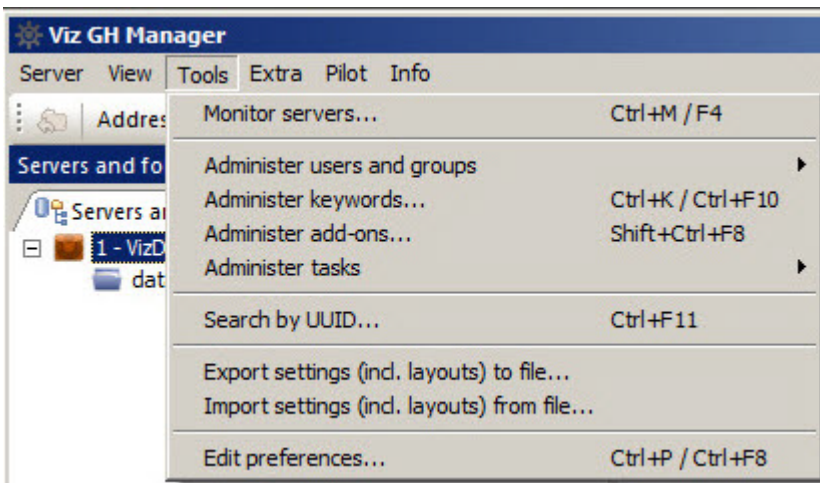 Viz GH Manager
Server View Tools Extra Pilot Info
Addres
Monitor servers... Ctrl+M / F4
Servers and fo
Administer users and groups
Servers a
Administer keywords... Ctrl+K / Ctrl+F10
Administer add-ons... Shift+Ctrl+F8
1 - VizD
Administer tasks
dat
Search by UUID... Ctrl+F11
Export settings (incl. layouts) to file...
Import settings (incl. layouts) from file...
Edit preferences... Ctrl+P / Ctrl+F8